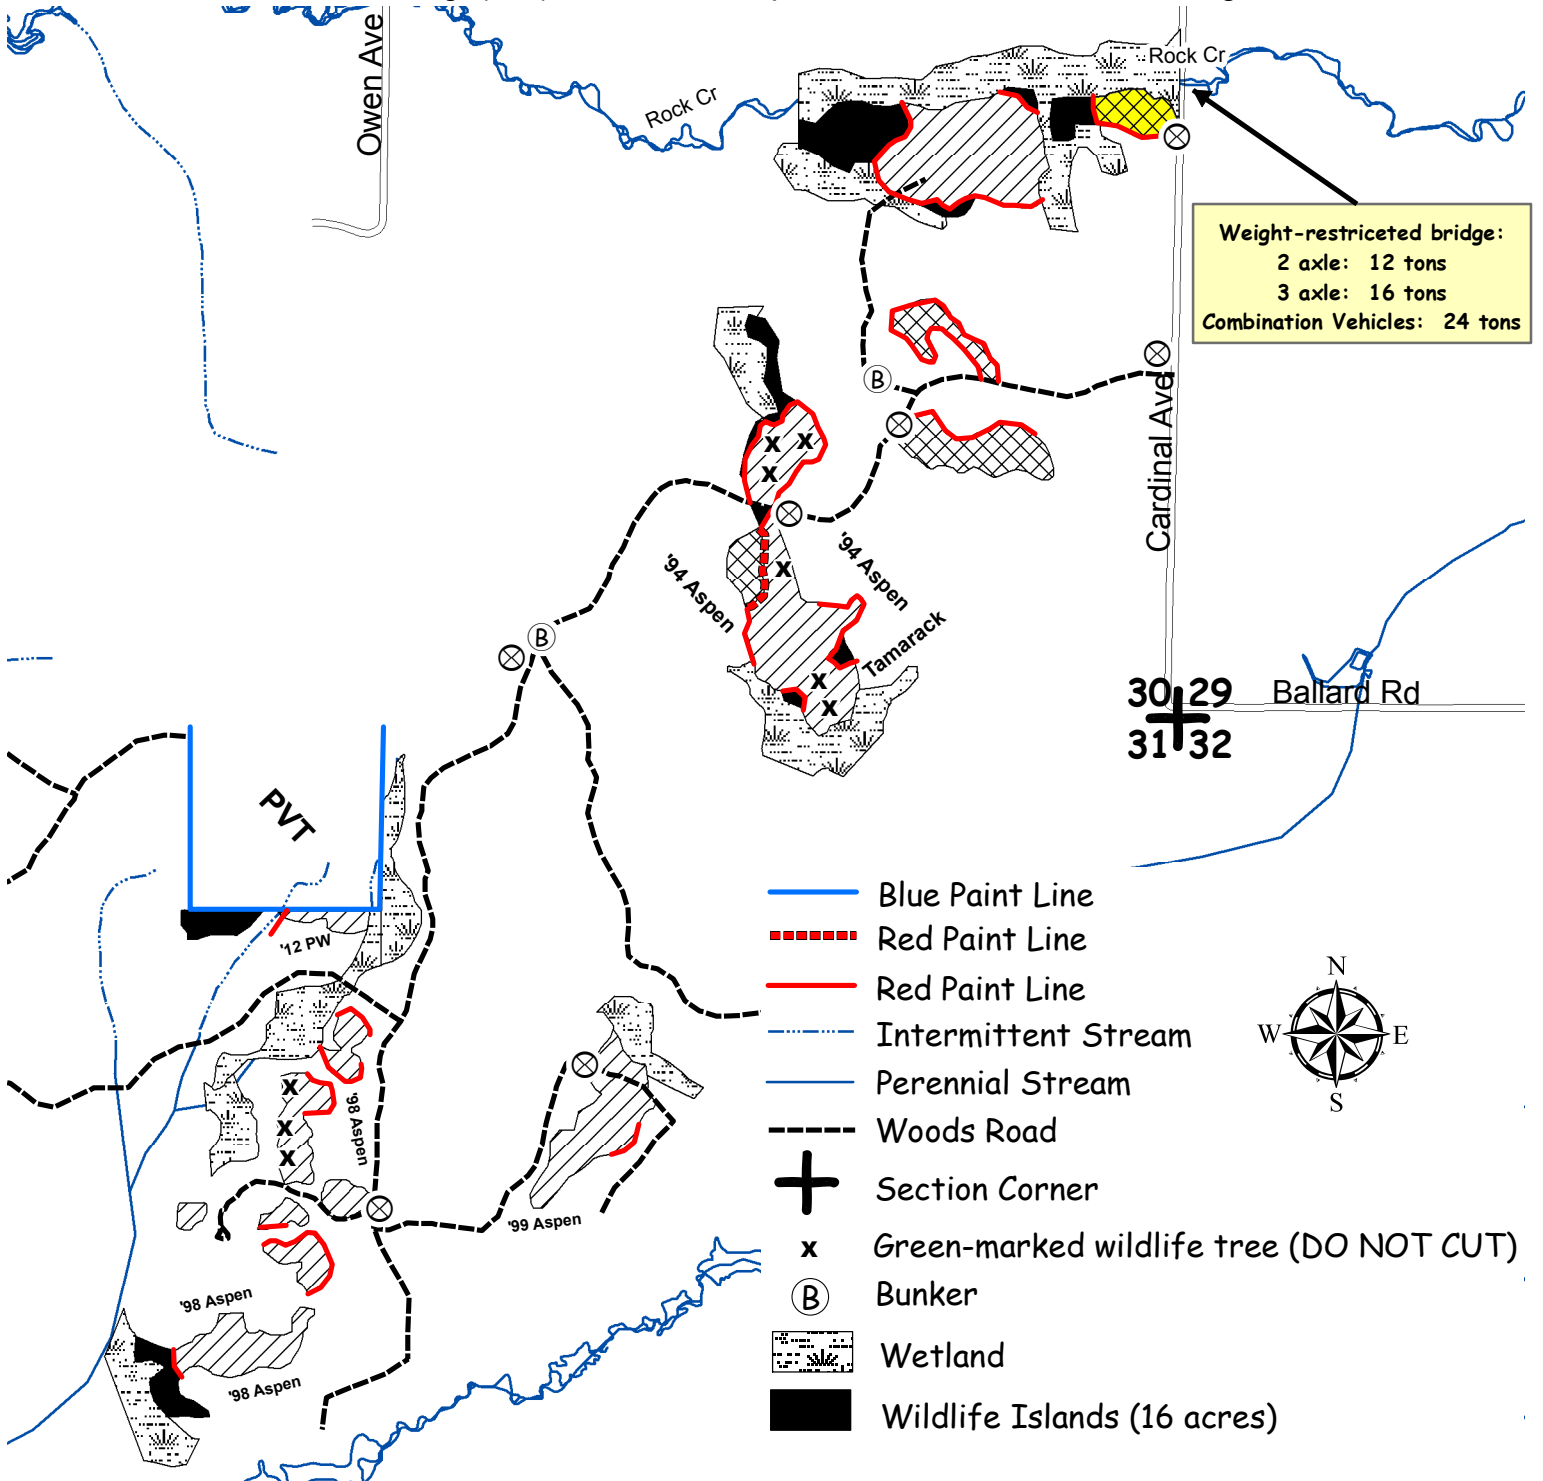 Owen Ave
Rock Cr
Rock Cr
Weight-restriceted bridge:
2 axle: 12 tons
3 axle: 16 tons
Combination Vehicles: 24 tons
B
Cardinal Ave
x x
x
'94 Aspen
x
'94 Aspen
Tamarack
x
x
B
30 29
31 32
Ballard Rd
PVT
'12 PW
x
x
x
'98 Aspen
'99 Aspen
'98 Aspen
'98 Aspen
Blue Paint Line
Red Paint Line
Red Paint Line
Intermittent Stream
Perennial Stream
Woods Road
Section Corner
x Green-marked wildlife tree (DO NOT CUT)
B Bunker
Wetland
Wildlife Islands (16 acres)
N
W E
S